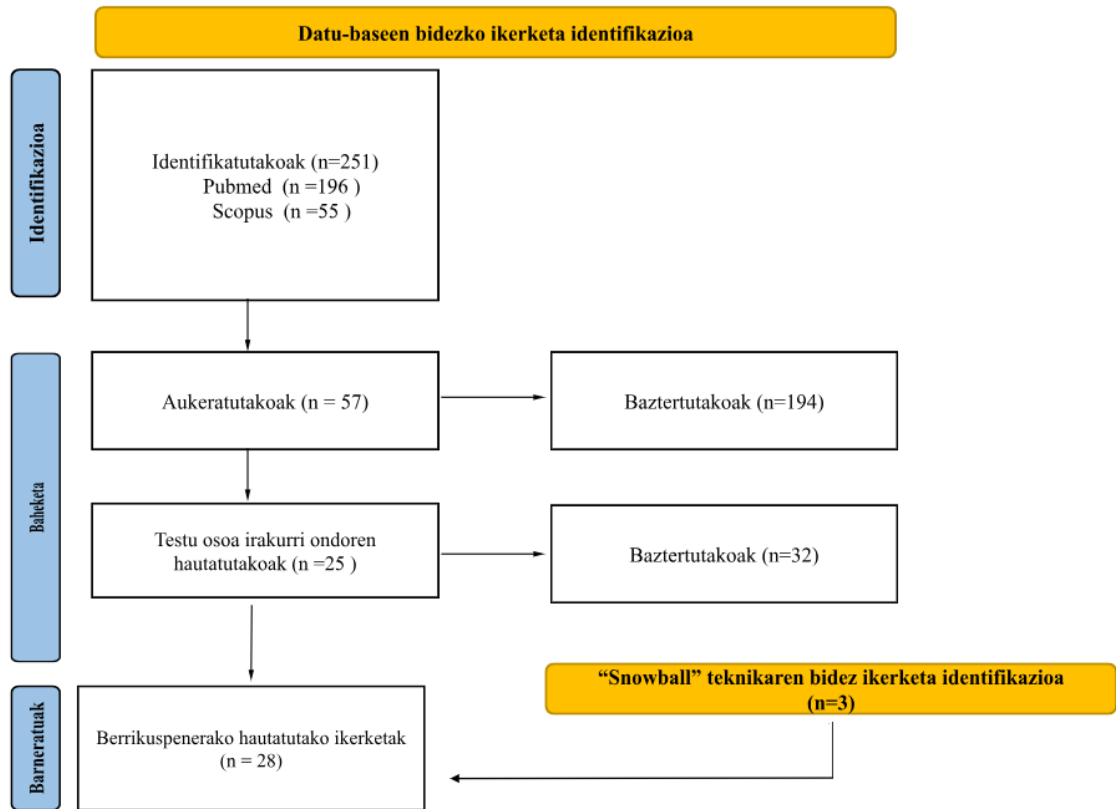 Datu-baseen bidezko ikerketa identifikazioa
Identifikazioa
Identifikatutakoak (n=251)
Pubmed (n =196 )
Scopus (n =55 )
Baheketa
Aukeratutakoak (n = 57)
Baztertutakoak (n=194)
Testu osoa irakurri ondoren
hautatutakoak (n =25 )
Baztertutakoak (n=32)
“Snowball” teknikaren bidez ikerketa identifikazioa
(n=3)
Barneratuak
Berrikuspenerako hautatutako ikerketak
(n = 28)